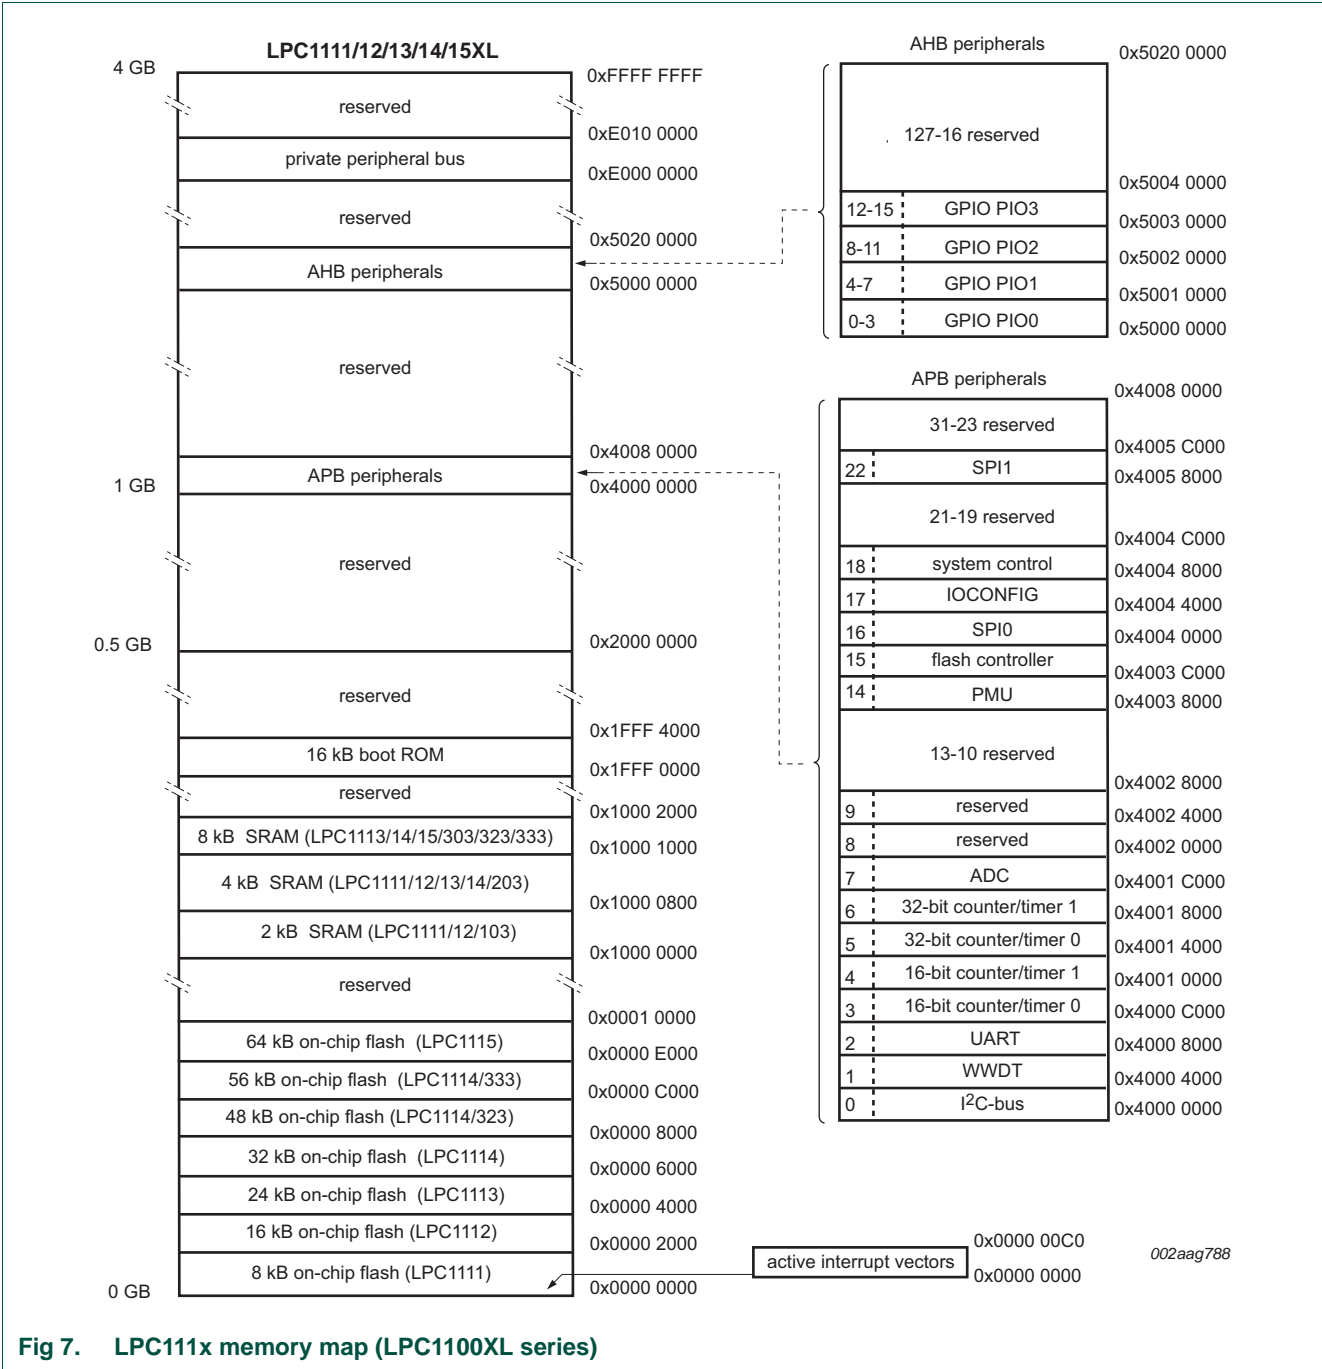 LPC1111/12/13/14/15XL
4 GB
0xFFFF FFFF
reserved
0xE010 0000
private peripheral bus
0xE000 0000
reserved
0x5020 0000
AHB peripherals
0x5000 0000
reserved
0x4008 0000
APB peripherals
1 GB
0x4000 0000
reserved
0.5 GB
0x2000 0000
reserved
0x1FFF 4000
16 kB boot ROM
0x1FFF 0000
reserved
0x1000 2000
8 kB SRAM (LPC1113/14/15/303/323/333)
0x1000 1000
4 kB SRAM (LPC1111/12/13/14/203)
0x1000 0800
2 kB SRAM (LPC1111/12/103)
0x1000 0000
reserved
0x0001 0000
64 kB on-chip flash (LPC1115)
0x0000 E000
56 kB on-chip flash (LPC1114/333)
0x0000 C000
48 kB on-chip flash (LPC1114/323)
0x0000 8000
32 kB on-chip flash (LPC1114)
0x0000 6000
24 kB on-chip flash (LPC1113)
0x0000 4000
16 kB on-chip flash (LPC1112)
0x0000 2000
8 kB on-chip flash (LPC1111)
0x0000 0000
0 GB
AHB peripherals
0x5020 0000
127-16 reserved
0x5004 0000
12-15 GPIO PIO3
0x5003 0000
8-11 GPIO PIO2
0x5002 0000
4-7 GPIO PIO1
0x5001 0000
0-3 GPIO PIO0
0x5000 0000
APB peripherals
0x4008 0000
31-23 reserved
0x4005 C000
22 SPI1
0x4005 8000
21-19 reserved
0x4004 C000
18 system control
0x4004 8000
17 IOCONFIG
0x4004 4000
16 SPI0
0x4004 0000
15 flash controller
0x4003 C000
14 PMU
0x4003 8000
13-10 reserved
0x4002 8000
9 reserved
0x4002 4000
8 reserved
0x4002 0000
7 ADC
0x4001 C000
6 32-bit counter/timer 1
0x4001 8000
5 32-bit counter/timer 0
0x4001 4000
4 16-bit counter/timer 1
0x4001 0000
3 16-bit counter/timer 0
0x4000 C000
2 UART
0x4000 8000
1 WWDT
0x4000 4000
0 I2C-bus
0x4000 0000
0x0000 00C0
active interrupt vectors
0x0000 0000
002aag788
Fig 7. LPC111x memory map (LPC1100XL series)